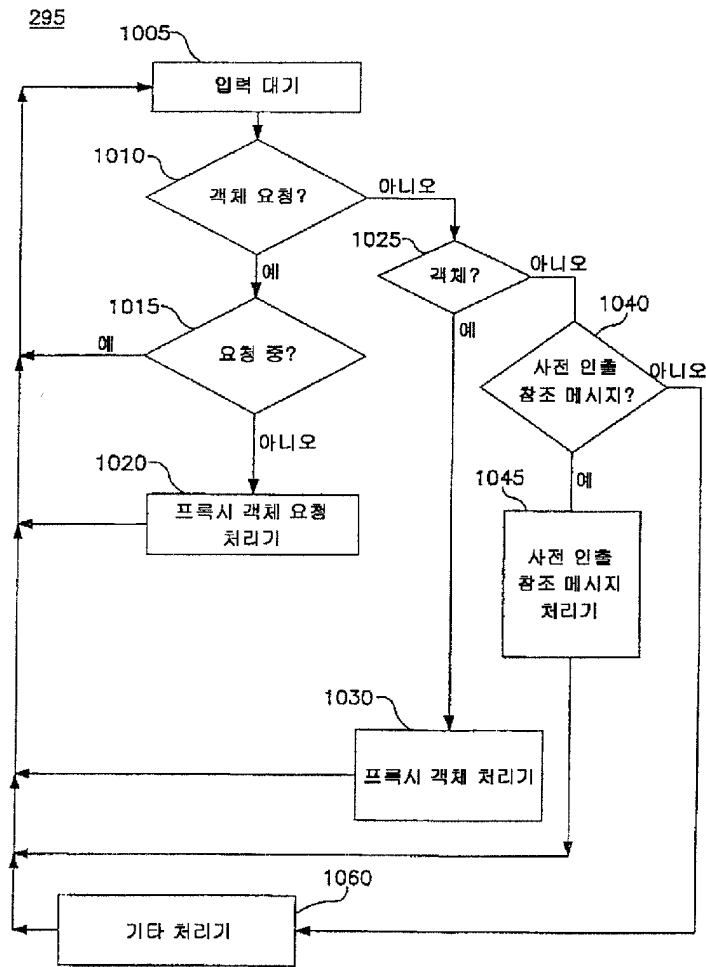 295
1005
입력 대기
1010
객체 요청?
아니오
1025
객체?
아니오
예
1015
요청 중?
예
1040
사전 인출
참조 메시지?
아니오
예
아니오
1020
프록시 객체 요청
처리기
예
1045
사전 인출
참조 메시지
처리기
1030
프록시 객체 처리기
1060
기타 처리기